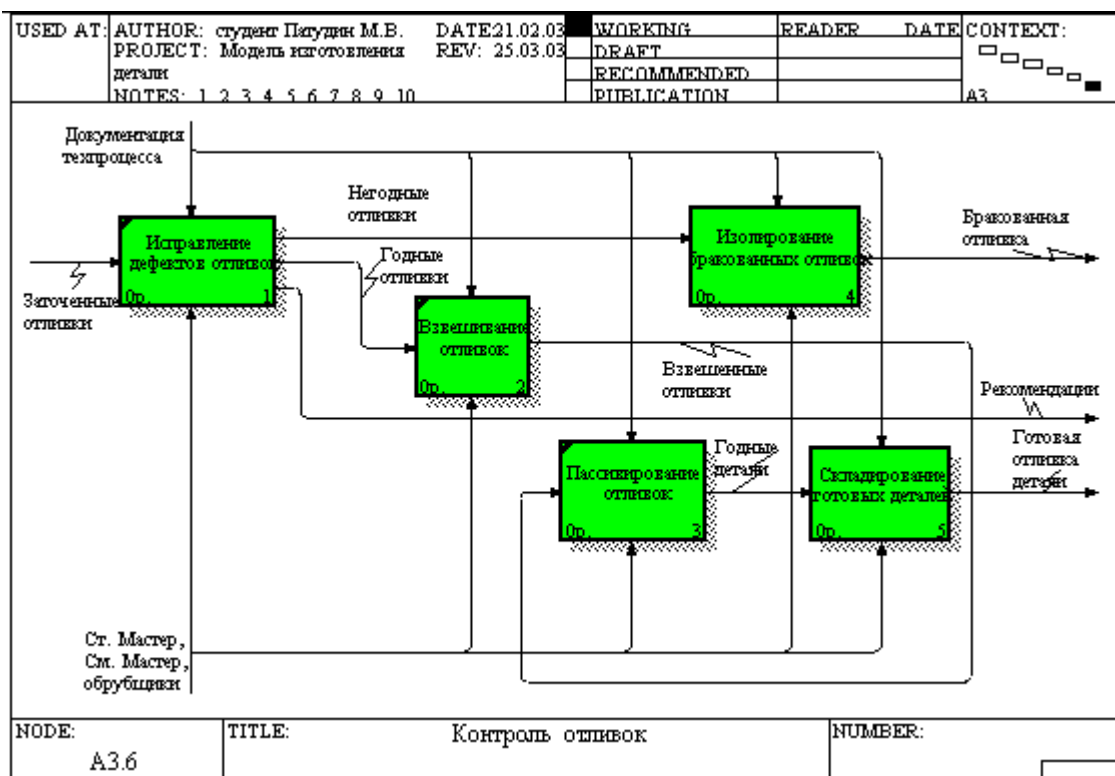 USED AT:
AUTHOR: студент Патудин М.В.
DATE:21.02.03
WORKING
READER
DATE
CONTEXT:
PROJECT: Модель изготовления
REV: 25.03.03
DRAFT
детали
RECOMMENDED
NOTES: 1 2 3 4 5 6 7 8 9 10
PUBLICATION
A3
Документация
техпроцесса
Негодные
отливки
Бракованная
отливка
Исправление
дефектов отливок
0р.
1
Изолирование
бракованных отливок
0р.
4
Годные
отливки
Заточенные
отливки
Взвешивание
отливок
0р.
2
Взвешенные
отливки
Рекомендации
Готовая
отливка
детали
Годные
детали
Пассивирование
отливок
0р.
3
Складирование
готовых деталей
0р.
5
Ст. Мастер,
См. Мастер,
обрубщики
NODE:
A3.6
TITLE:
Контроль отливок
NUMBER: